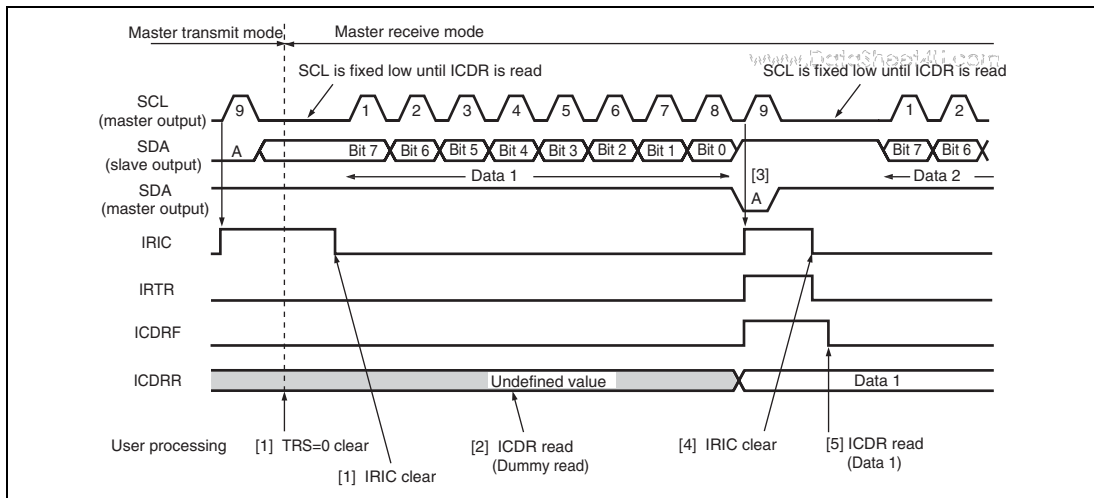 Master transmit mode Master receive mode
www.DataSheet4U.com
SCL is fixed low until ICDR is read SCL is fixed low until ICDR is read
SCL
(master output)
9 1 2 3 4 5 6 7 8 9 1 2
SDA
(slave output)
A Bit 7 Bit 6 Bit 5 Bit 4 Bit 3 Bit 2 Bit 1 Bit 0 Bit 7 Bit 6
Data 1 [3] Data 2
SDA
(master output)
A
IRIC
IRTR
ICDRF
ICDRR
Undefined value Data 1
User processing [1] TRS=0 clear [2] ICDR read
(Dummy read)
[4] IRIC clear [5] ICDR read
(Data 1)
[1] IRIC clear